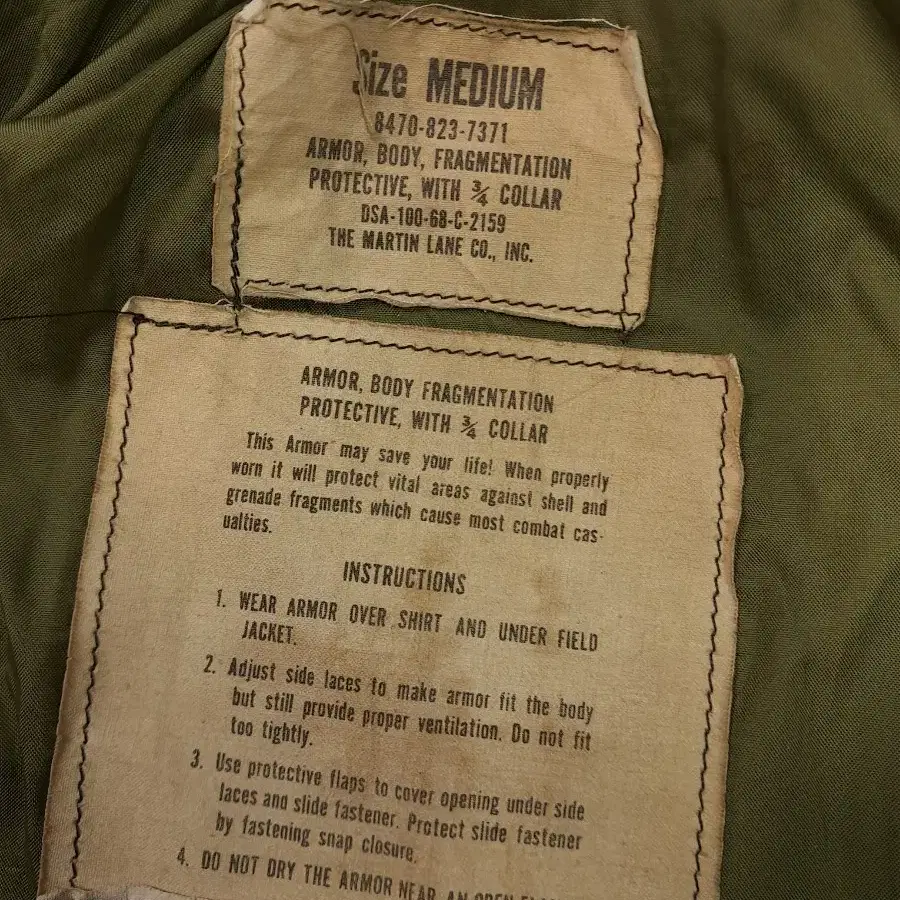 Size MEDIUM
8470-823-7371
ARMOR, BODY, FRAGMENTATION
PROTECTIVE, WITH ¾ COLLAR
DSA-100-68-C-2159
THE MARTIN LANE CO., INC.
ARMOR, BODY FRAGMENTATION
PROTECTIVE, WITH ¾ COLLAR
This Armor may save your life! When properly
worn it will protect vital areas against shell and
grenade fragments which cause most combat cas-
ualties.
INSTRUCTIONS
1. WEAR ARMOR OVER SHIRT AND UNDER FIELD
JACKET.
2. Adjust side laces to make armor fit the body
but still provide proper ventilation. Do not fit
too tightly.
3. Use protective flaps to cover opening under side
laces and slide fastener. Protect slide fastener
by fastening snap closure.
4. DO NOT DRY THE ARMOR NEAR AN OPEN